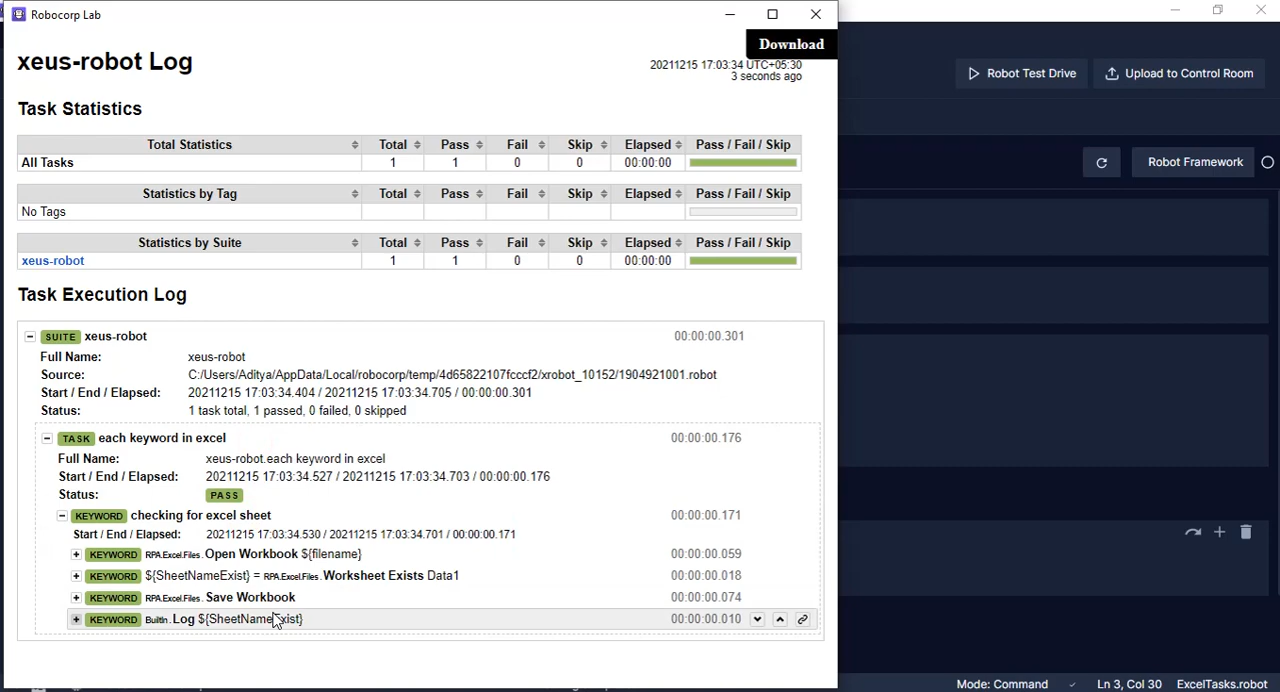 Robocorp Lab
Download
xeus-robot Log
20211215 17:03:34 UTC+05:30
3 seconds ago
Robot Test Drive
Upload to Control Room
Task Statistics
Total Statistics Total Pass Fail Skip Elapsed Pass / Fail / Skip
All Tasks 1 1 0 0 00:00:00
Robot Framework
Statistics by Tag Total Pass Fail Skip Elapsed Pass / Fail / Skip
No Tags
Statistics by Suite Total Pass Fail Skip Elapsed Pass / Fail / Skip
xeus-robot 1 1 0 0 00:00:00
Task Execution Log
SUITE xeus-robot 00:00:00.301
Full Name: xeus-robot
Source: C:/Users/Aditya/AppData/Local/robocorp/temp/4d65822107fcccf2/xrobot_10152/1904921001.robot
Start / End / Elapsed: 20211215 17:03:34.404 / 20211215 17:03:34.705 / 00:00:00.301
Status: 1 task total, 1 passed, 0 failed, 0 skipped
TASK each keyword in excel 00:00:00.176
Full Name: xeus-robot.each keyword in excel
Start / End / Elapsed: 20211215 17:03:34.527 / 20211215 17:03:34.703 / 00:00:00.176
Status: PASS
KEYWORD checking for excel sheet 00:00:00.171
Start / End / Elapsed: 20211215 17:03:34.530 / 20211215 17:03:34.701 / 00:00:00.171
KEYWORD RPA.Excel.Files. Open Workbook ${filename} 00:00:00.059
KEYWORD ${SheetNameExist} = RPA.Excel.Files. Worksheet Exists Data1 00:00:00.018
KEYWORD RPA.Excel.Files. Save Workbook 00:00:00.074
KEYWORD BuiltIn. Log ${SheetNameExist} 00:00:00.010
Mode: Command Ln 3, Col 30 ExcelTasks.robot